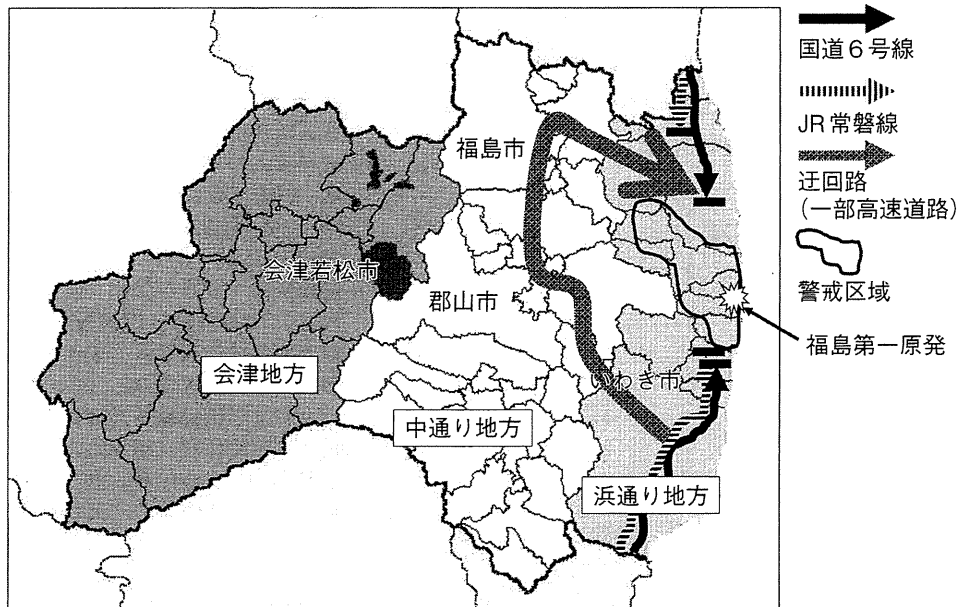 国道6号線
JR常磐線
迂回路
(一部高速道路)
警戒区域
福島第一原発
福島市
会津若松市
郡山市
会津地方
いわき市
中通り地方
浜通り地方